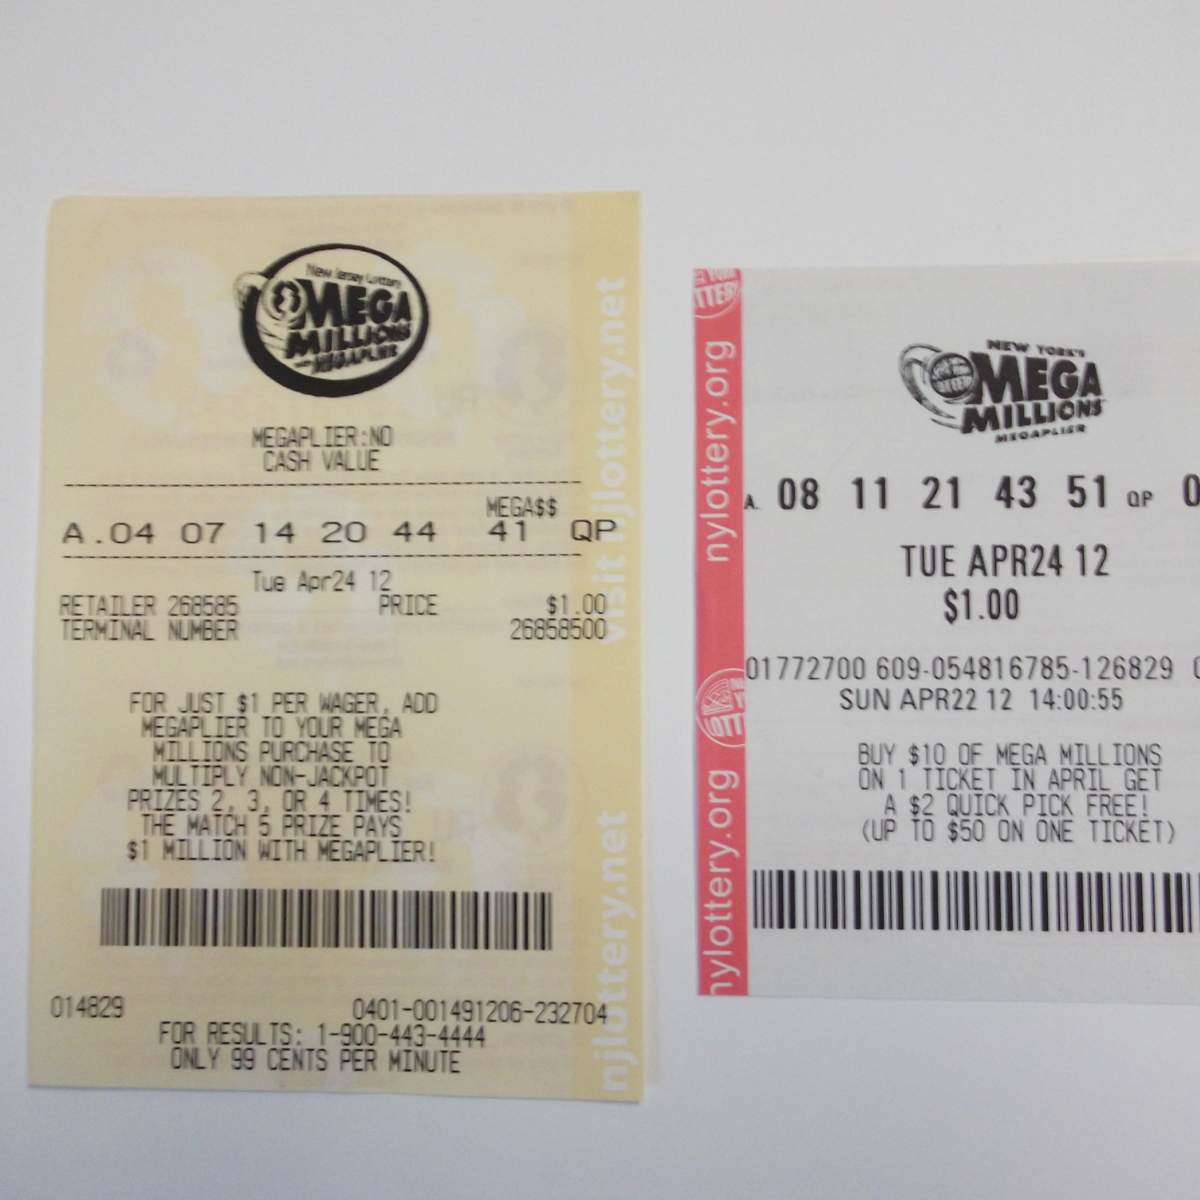 New Jersey Lottery
MEGA
MILLIONS
MEGAPLIER
MEGAPLIER:NO
CASH VALUE
MEGA$$
A.04 07 14 20 44 41 QP
Tue Apr24 12
RETAILER 268585 PRICE $1.00
TERMINAL NUMBER 26858500
FOR JUST $1 PER WAGER, ADD
MEGAPLIER TO YOUR MEGA
MILLIONS PURCHASE TO
MULTIPLY NON-JACKPOT
PRIZES 2, 3, OR 4 TIMES!
THE MATCH 5 PRIZE PAYS
$1 MILLION WITH MEGAPLIER!
014829 0401-001491206-232704
FOR RESULTS: 1-900-443-4444
ONLY 99 CENTS PER MINUTE
visit njlottery.net
njlottery.net
nylottery.org
nylottery.org
NEW YORK'S
MEGA
MILLIONS
MEGAPLIER
A. 08 11 21 43 51 QP 0
TUE APR24 12
$1.00
01772700 609-054816785-126829
SUN APR22 12 14:00:55
BUY $10 OF MEGA MILLIONS
ON 1 TICKET IN APRIL GET
A $2 QUICK PICK FREE!
(UP TO $50 ON ONE TICKET)